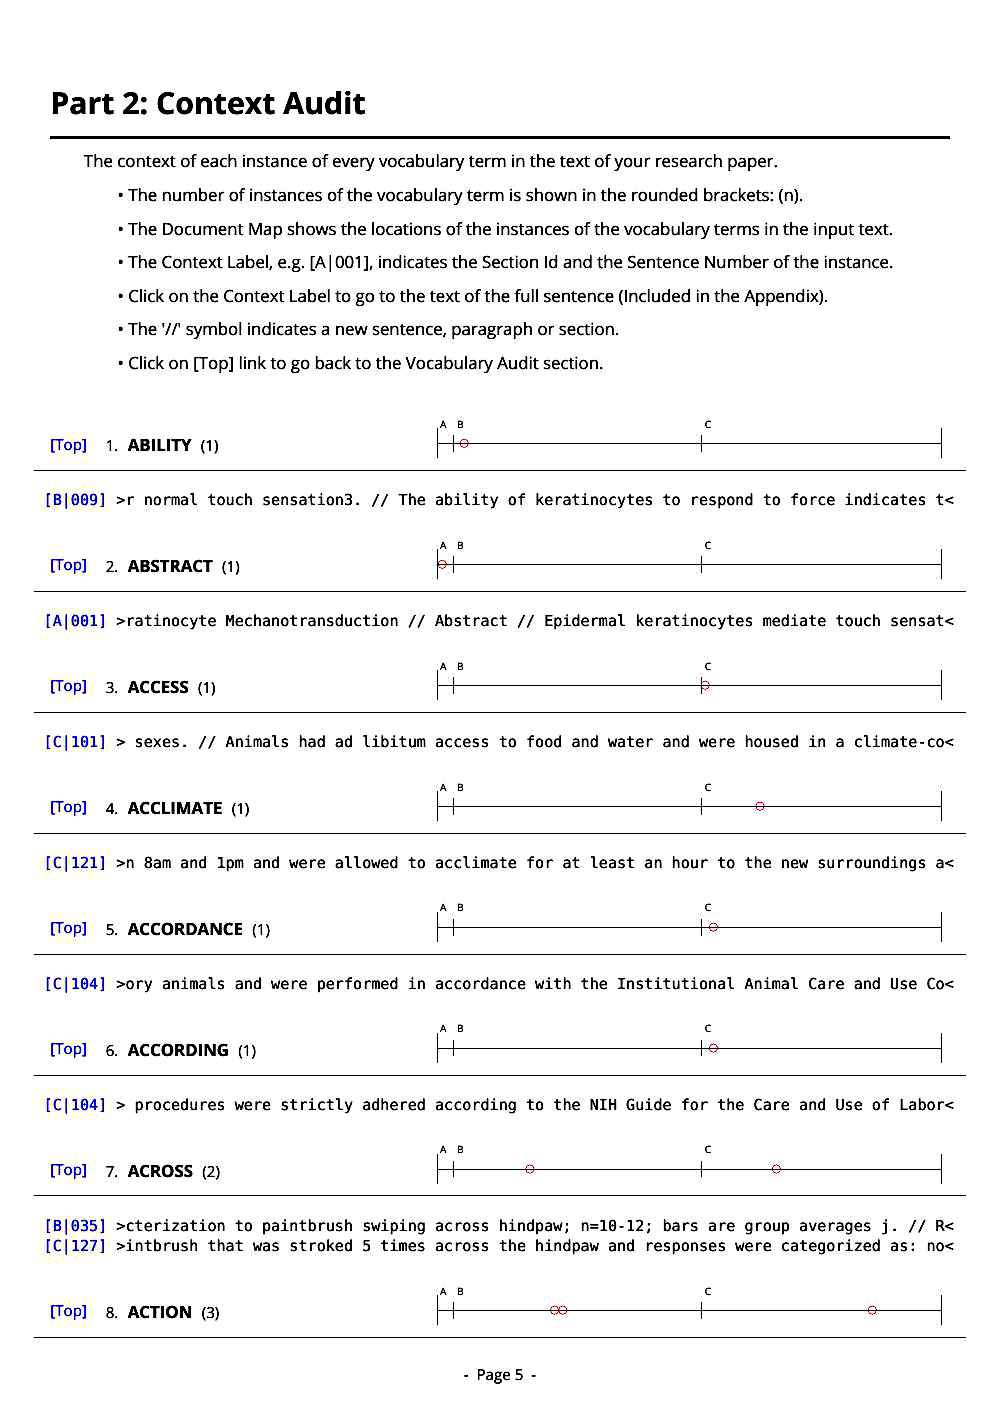 Part 2: Context Audit
The context of each instance of every vocabulary term in the text of your research paper.
• The number of instances of the vocabulary term is shown in the rounded brackets: (n).
• The Document Map shows the locations of the instances of the vocabulary terms in the input text.
• The Context Label, e.g. [A|001], indicates the Section Id and the Sentence Number of the instance.
• Click on the Context Label to go to the text of the full sentence (Included in the Appendix).
• The '//' symbol indicates a new sentence, paragraph or section.
• Click on [Top] link to go back to the Vocabulary Audit section.
A B C
[Top] 1. ABILITY (1)
[B|009] >r normal touch sensation3. // The ability of keratinocytes to respond to force indicates t<
A B C
[Top] 2. ABSTRACT (1)
[A|001] >ratinocyte Mechanotransduction // Abstract // Epidermal keratinocytes mediate touch sensat<
A B C
[Top] 3. ACCESS (1)
[C|101] > sexes. // Animals had ad libitum access to food and water and were housed in a climate-co<
A B C
[Top] 4. ACCLIMATE (1)
[C|121] >n 8am and 1pm and were allowed to acclimate for at least an hour to the new surroundings a<
A B C
[Top] 5. ACCORDANCE (1)
[C|104] >ory animals and were performed in accordance with the Institutional Animal Care and Use Co<
A B C
[Top] 6. ACCORDING (1)
[C|104] > procedures were strictly adhered according to the NIH Guide for the Care and Use of Labor<
A B C
[Top] 7. ACROSS (2)
[B|035] >cterization to paintbrush swiping across hindpaw; n=10-12; bars are group averages j. // R<
[C|127] >intbrush that was stroked 5 times across the hindpaw and responses were categorized as: no<
A B C
[Top] 8. ACTION (3)
- Page 5 -